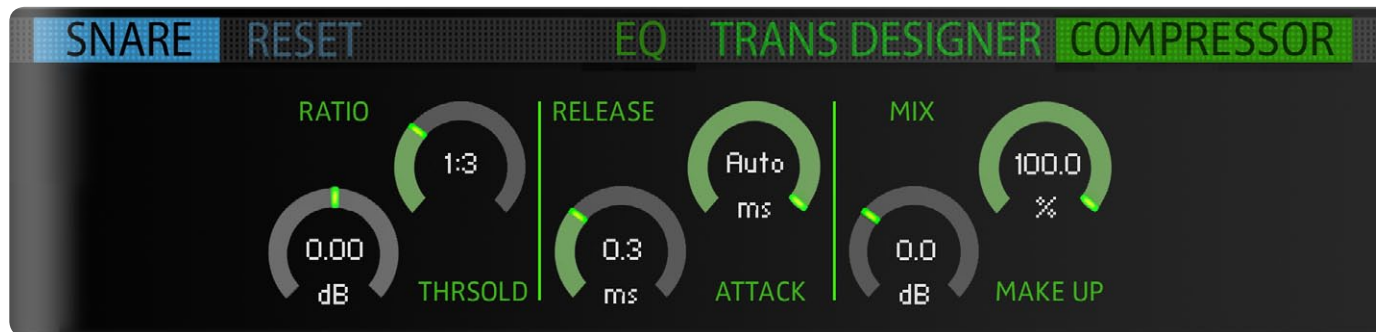 SNARE RESET EQ TRANS DESIGNER COMPRESSOR
RATIO 1:3 RELEASE Auto ms MIX 100.0 %
0.00 dB THRSOLD 0.3 ms ATTACK 0.0 dB MAKE UP